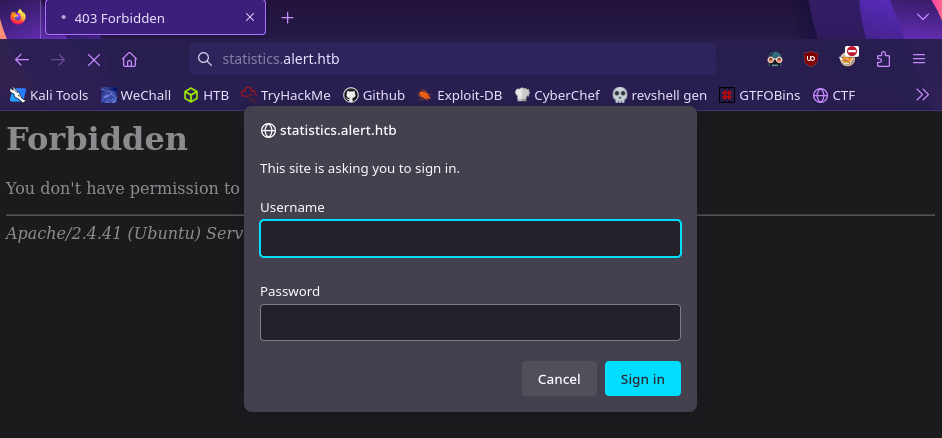 403 Forbidden
statistics.alert.htb
Kali Tools WeChall HTB TryHackMe Github Exploit-DB CyberChef revshell gen GTFOBins CTF
statistics.alert.htb
Forbidden
This site is asking you to sign in.
You don't have permission to
Username
Apache/2.4.41 (Ubuntu) Serv
Password
Cancel Sign in